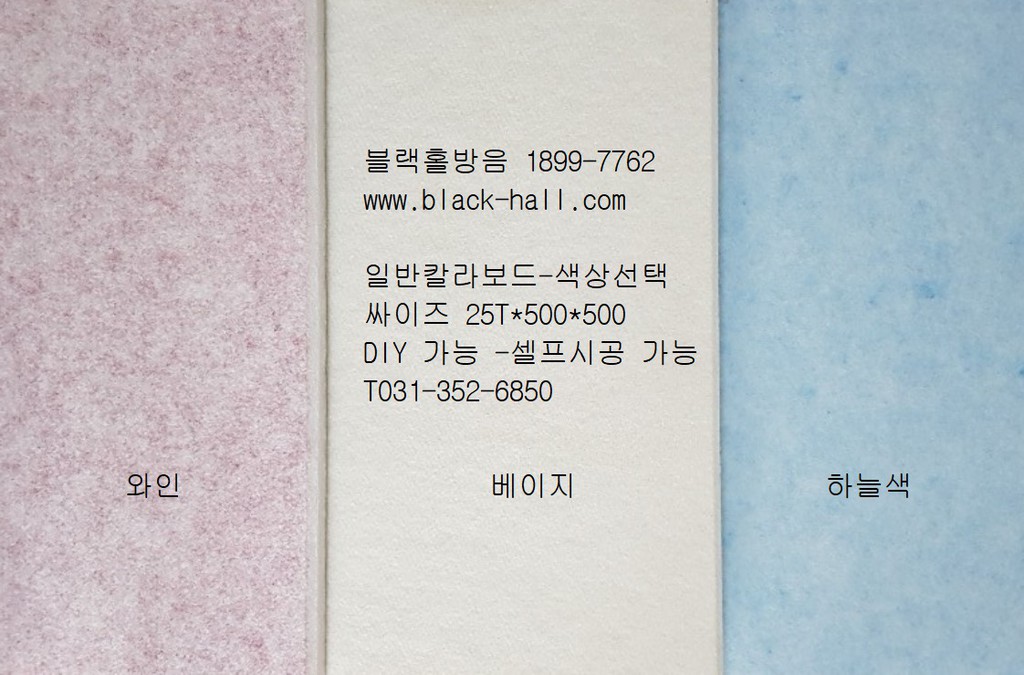 블랙홀방음 1899-7762
www.black-hall.com
일반칼라보드-색상선택
싸이즈 25T*500*500
DIY 가능 -셀프시공 가능
T031-352-6850
와인
베이지
하늘색